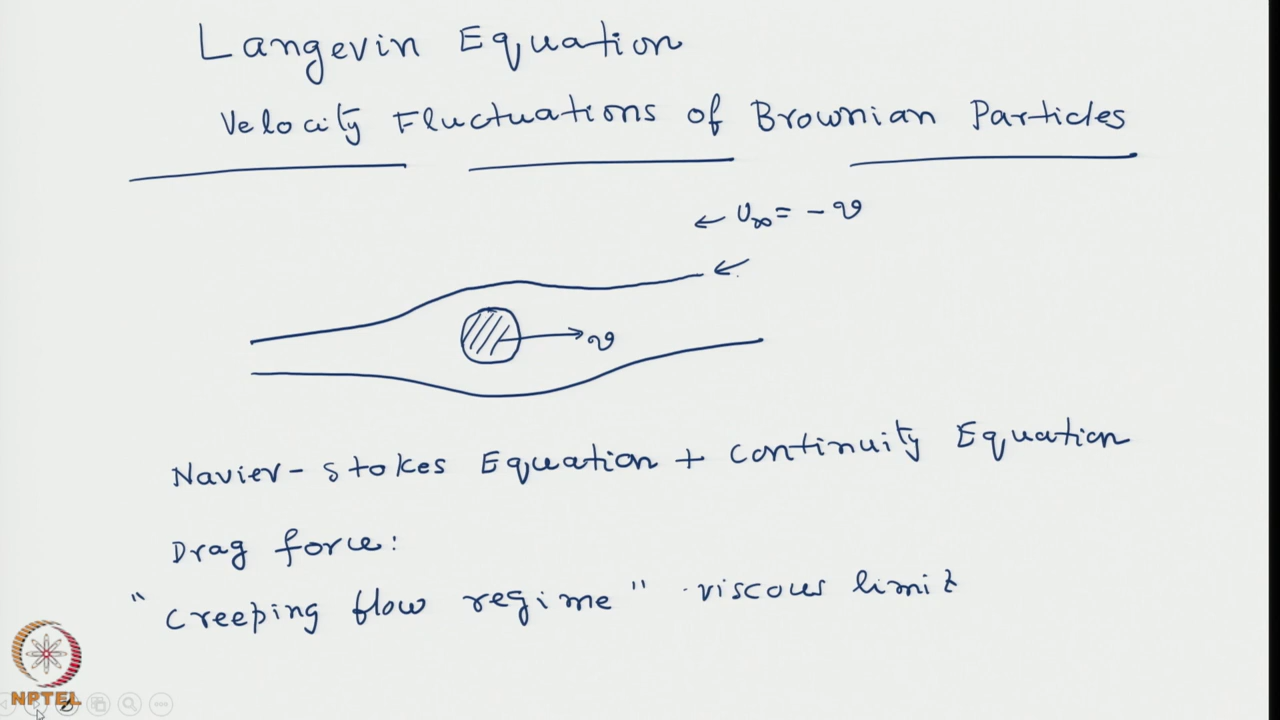 Langevin Equation
Velocity Fluctuations of Brownian Particles
← U∞ = - v
v
Navier-Stokes Equation + Continuity Equation
Drag force:
"Creeping flow regime" viscous limit
NPTEL